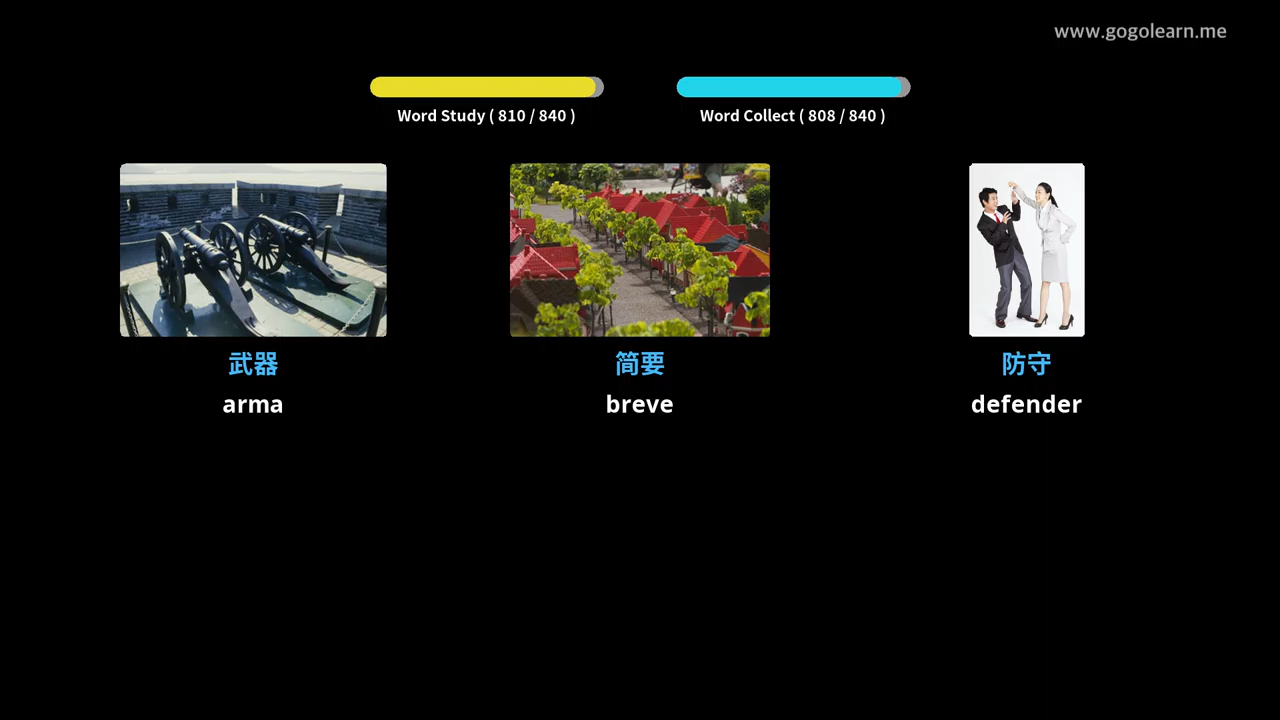 www.gogolearn.me
Word Study ( 810 / 840 )
Word Collect ( 808 / 840 )
武器
简要
防守
arma
breve
defender